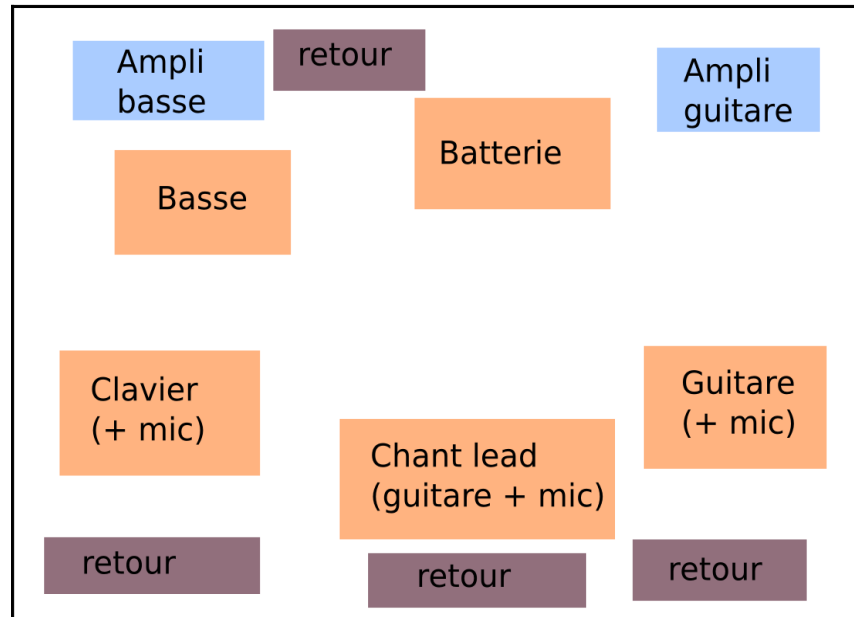 Ampli
basse
retour
Ampli
guitare
Batterie
Basse
Clavier
(+ mic)
Guitare
(+ mic)
Chant lead
(guitare + mic)
retour
retour
retour